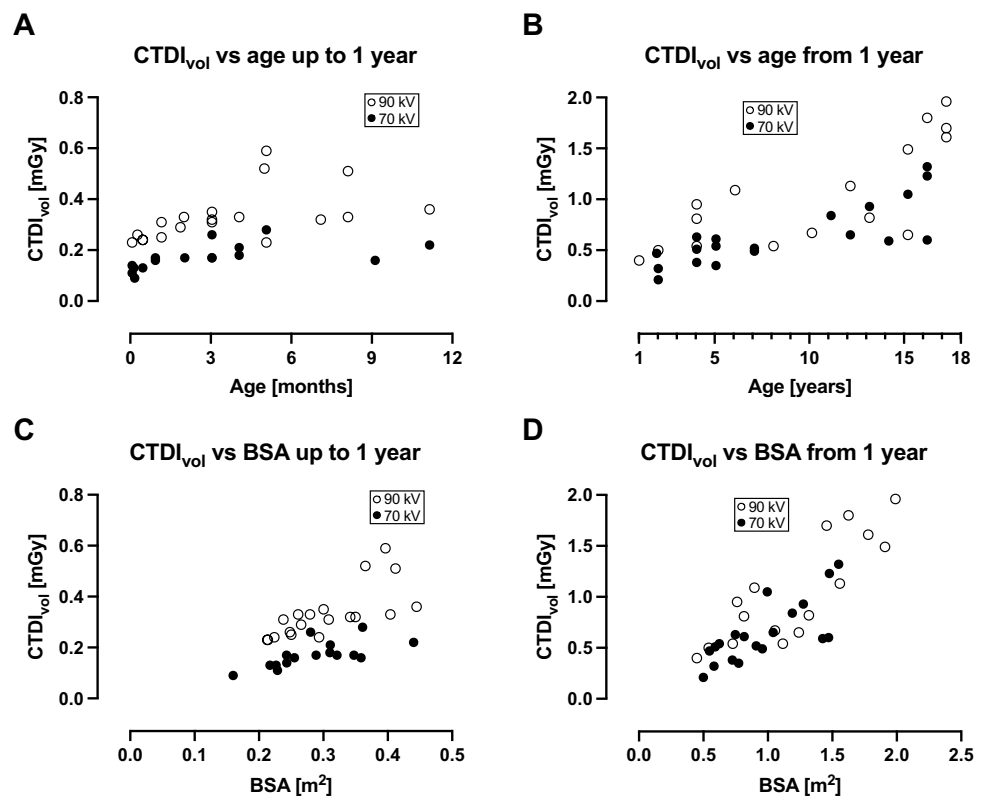 A
CTDIvol vs age up to 1 year
CTDIvol [mGy]
0.8
0.6
0.4
0.2
0.0
90 kV
70 kV
0 3 6 9 12
Age [months]
B
CTDIvol vs age from 1 year
CTDIvol [mGy]
2.0
1.5
1.0
0.5
0.0
90 kV
70 kV
1 5 10 15 18
Age [years]
C
CTDIvol vs BSA up to 1 year
CTDIvol [mGy]
0.8
0.6
0.4
0.2
0.0
90 kV
70 kV
0.0 0.1 0.2 0.3 0.4 0.5
BSA [m²]
D
CTDIvol vs BSA from 1 year
CTDIvol [mGy]
2.0
1.5
1.0
0.5
0.0
90 kV
70 kV
0.0 0.5 1.0 1.5 2.0 2.5
BSA [m²]